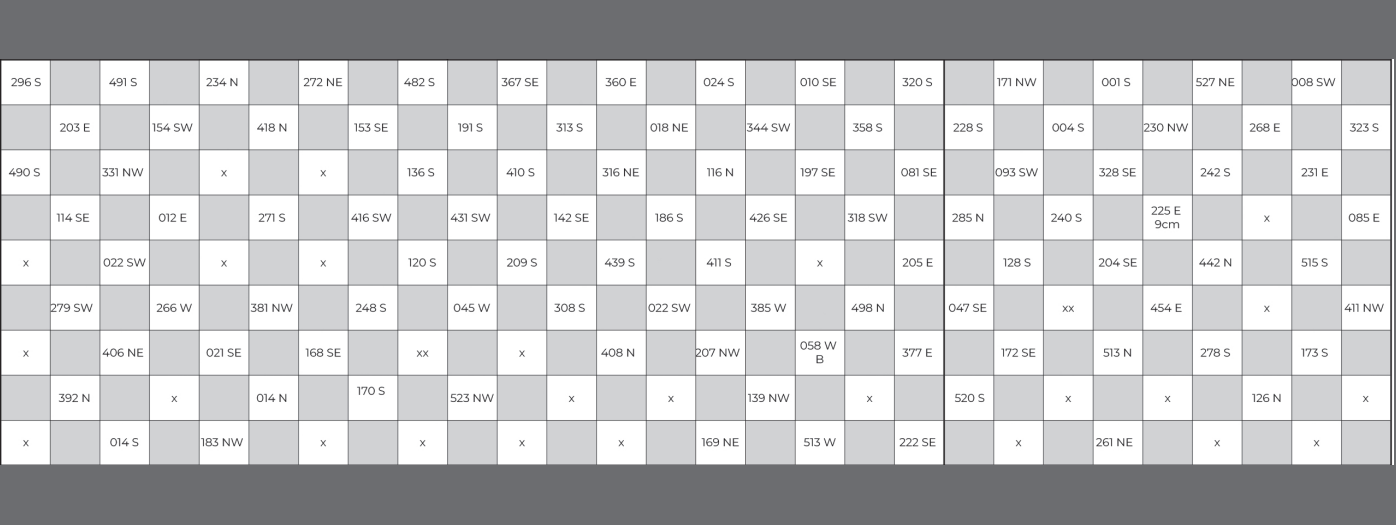 296 S 491 S 234 N 272 NE 482 S 367 SE 360 E 024 S 010 SE 320 S 171 NW 001 S 527 NE 008 SW
203 E 154 SW 418 N 153 SE 191 S 313 S 018 NE 344 SW 358 S 228 S 004 S 230 NW 268 E 323 S
490 S 331 NW x x 136 S 410 S 316 NE 116 N 197 SE 081 SE 093 SW 328 SE 242 S 231 E
114 SE 012 E 271 S 416 SW 431 SW 142 SE 186 S 426 SE 318 SW 285 N 240 S 225 E 9cm x 085 E
x 022 SW x x 120 S 209 S 439 S 411 S x 205 E 128 S 204 SE 442 N 515 S
279 SW 266 W 381 NW 248 S 045 W 308 S 022 SW 385 W 498 N 047 SE xx 454 E x 411 NW
x 406 NE 021 SE 168 SE xx x 408 N 207 NW 058 W B 377 E 172 SE 513 N 278 S 173 S
392 N x 014 N 170 S 523 NW x x 139 NW x 520 S x x 126 N x
x 014 S 183 NW x x x x 169 NE 513 W 222 SE x 261 NE x x